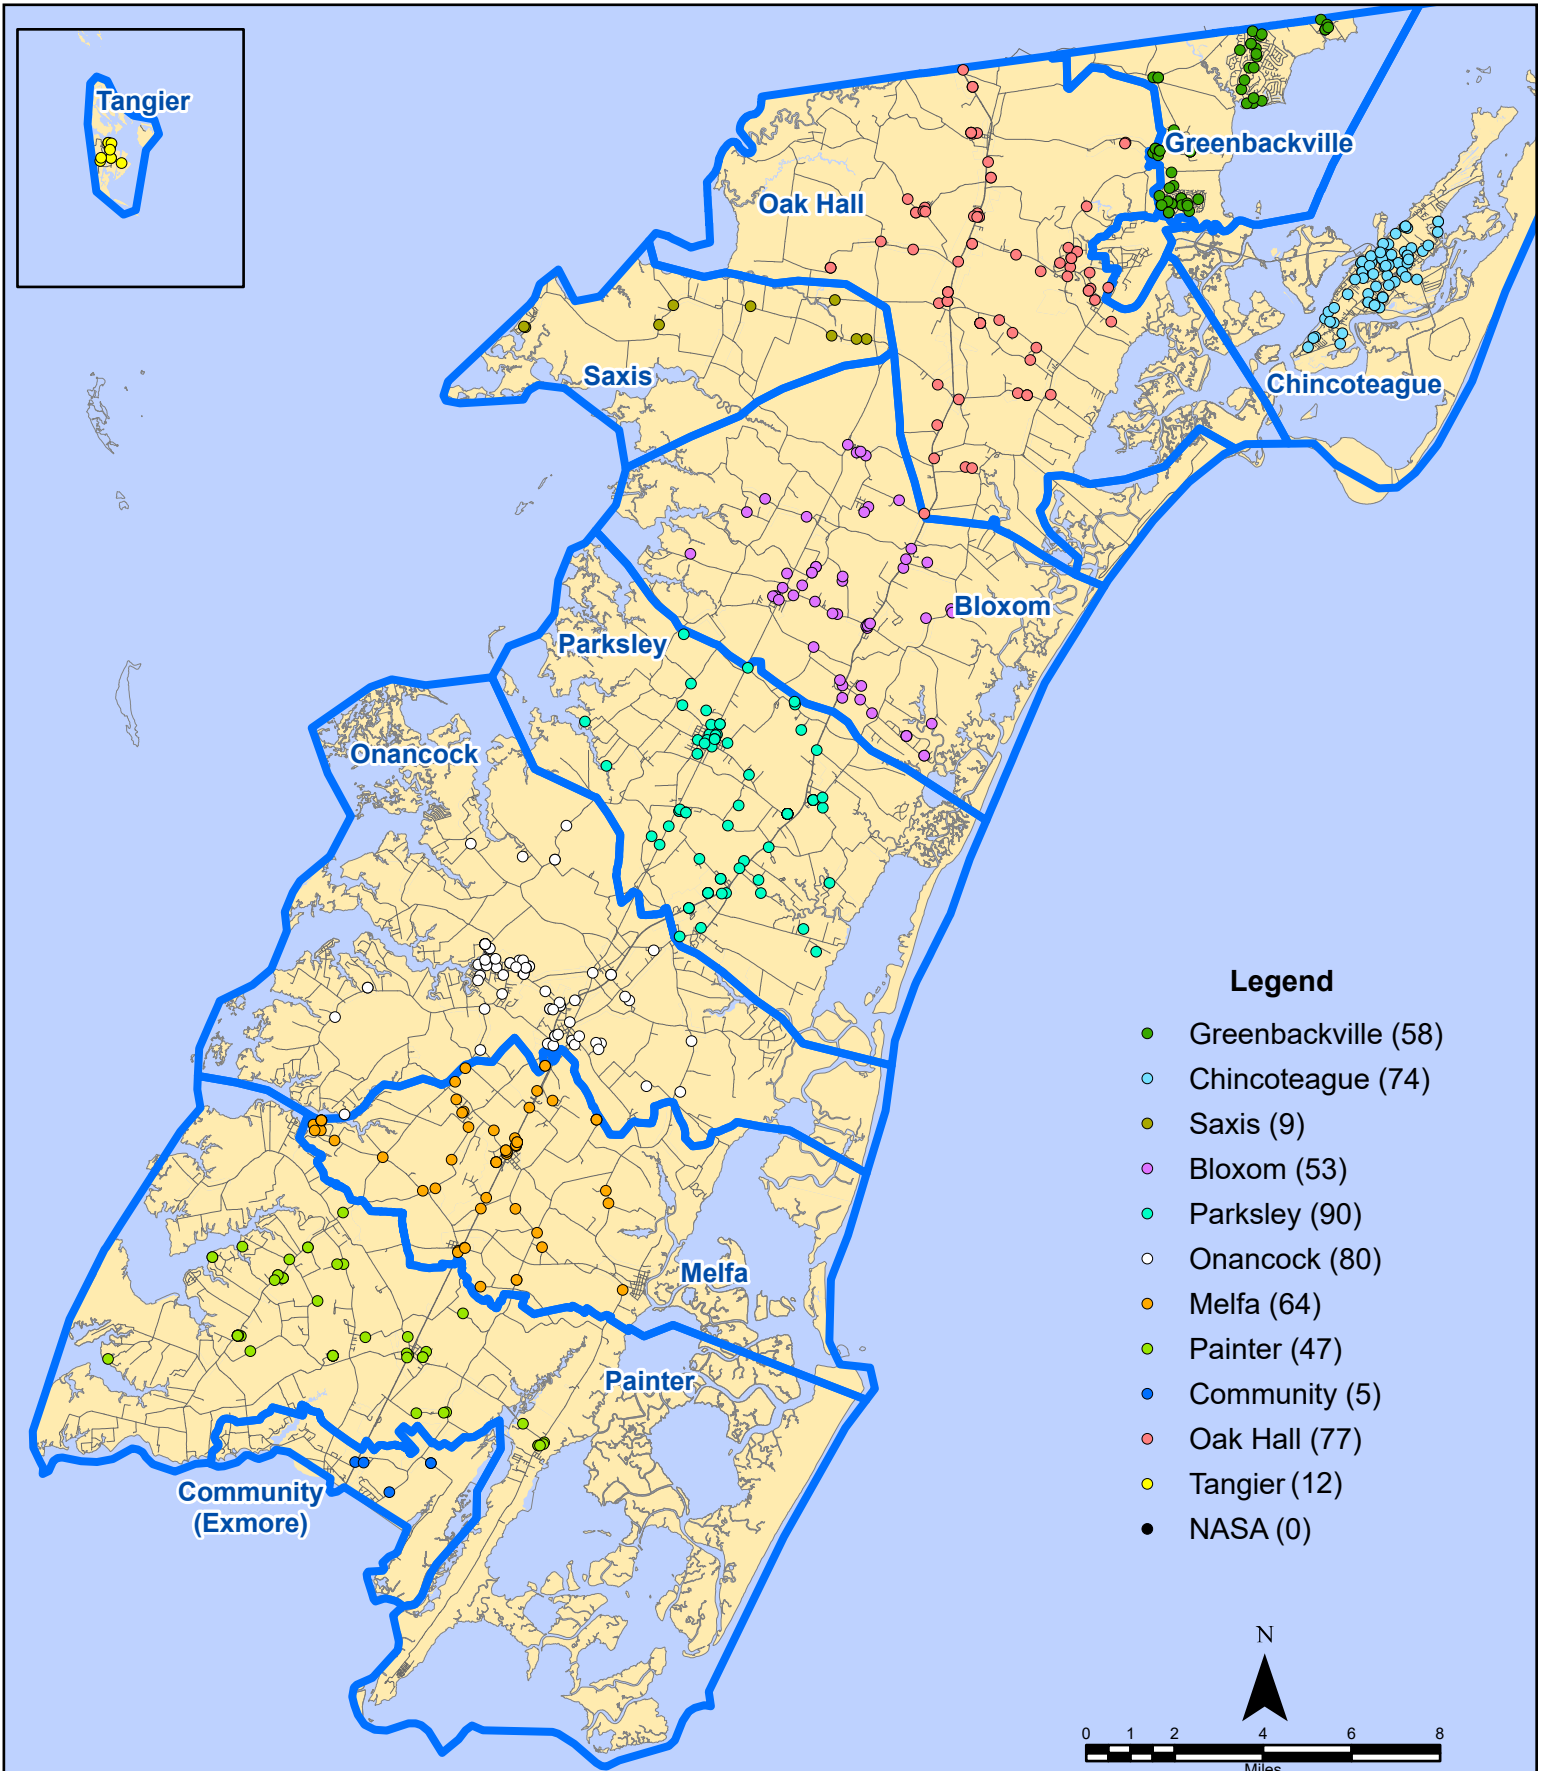 Tangier
Greenbackville
Oak Hall
Saxis
Chincoteague
Bloxom
Parksley
Onancock
Melfa
Painter
Community
(Exmore)
Legend
Greenbackville (58)
Chincoteague (74)
Saxis (9)
Bloxom (53)
Parksley (90)
Onancock (80)
Melfa (64)
Painter (47)
Community (5)
Oak Hall (77)
Tangier (12)
NASA (0)
N
0 1 2 4 6 8
Miles